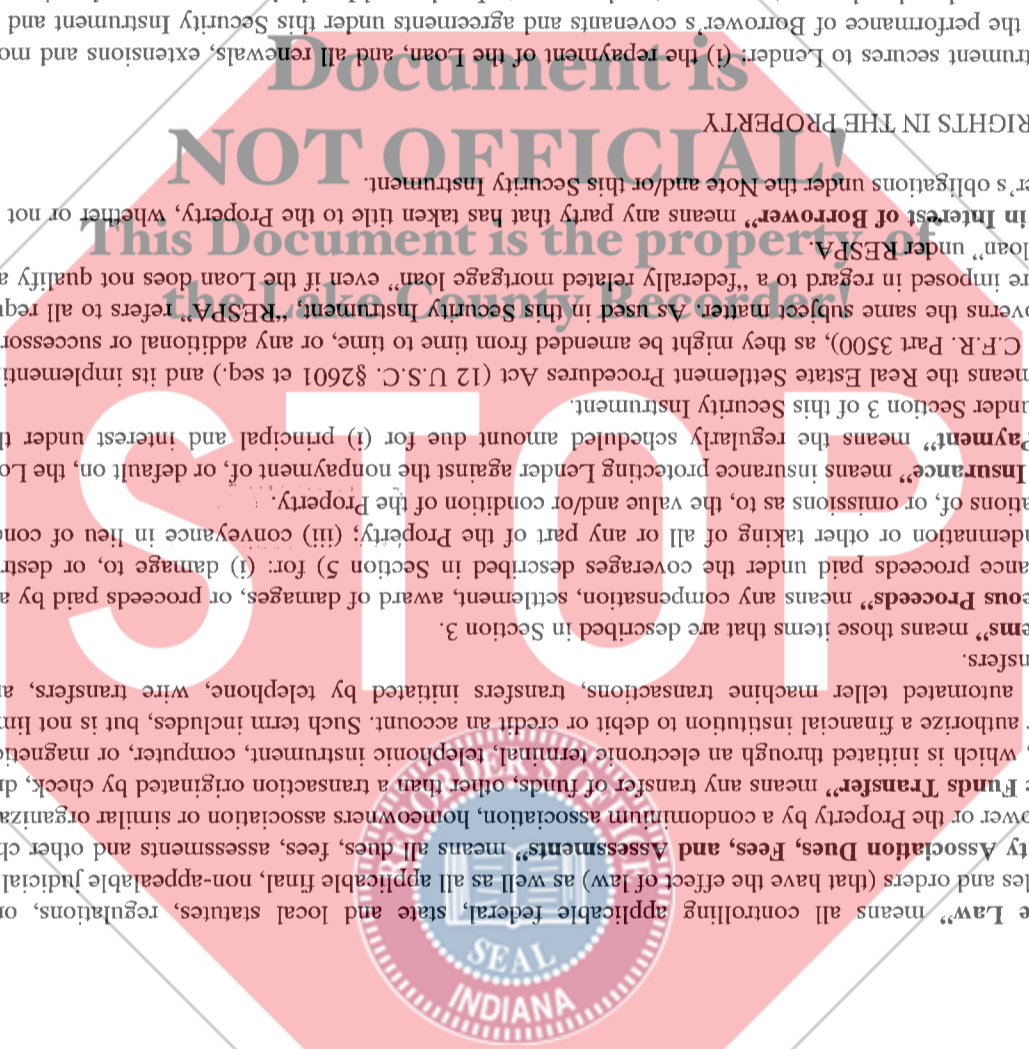 e Law” means all controlling applicable federal, state and local statutes, regulations, or
les and orders (that have the effect of law) as well as all applicable final, non-appealable judicial
ty Association Dues, Fees, and Assessments” means all dues, fees, assessments and other ch
ower or the Property by a condominium association, homeowners association or similar organiza
c Funds Transfer” means any transfer of funds, other than a transaction originated by check, dr
, which is initiated through an electronic terminal, telephonic instrument, computer, or magneti
r authorize a financial institution to debit or credit an account. Such term includes, but is not lim
automated teller machine transactions, transfers initiated by telephone, wire transfers, a
nsfers.
ems” means those items that are described in Section 3.
eous Proceeds” means any compensation, settlement, award of damages, or proceeds paid by a
ance proceeds paid under the coverages described in Section 5) for: (i) damage to, or destr
ndemnation or other taking of all or any part of the Property; (iii) conveyance in lieu of con
ations of, or omissions as to, the value and/or condition of the Property.
Insurance” means insurance protecting Lender against the nonpayment of, or default on, the Lo
Payment” means the regularly scheduled amount due for (i) principal and interest under th
under Section 3 of this Security Instrument.
means the Real Estate Settlement Procedures Act (12 U.S.C. §2601 et seq.) and its implementi
C.F.R. Part 3500), as they might be amended from time to time, or any additional or successor
overns the same subject matter. As used in this Security Instrument, “RESPA” refers to all requ
re imposed in regard to a “federally related mortgage loan” even if the Loan does not qualify a
loan” under RESPA.
in Interest of Borrower” means any party that has taken title to the Property, whether or not
er’s obligations under the Note and/or this Security Instrument.
RIGHTS IN THE PROPERTY
trument secures to Lender: (i) the repayment of the Loan, and all renewals, extensions and mo
the performance of Borrower’s covenants and agreements under this Security Instrument and
Document is
NOT OFFICIAL!
This Document is the property of
the Lake County Recorder!
STOP
RECORDER'S OFFICE
SEAL
INDIANA